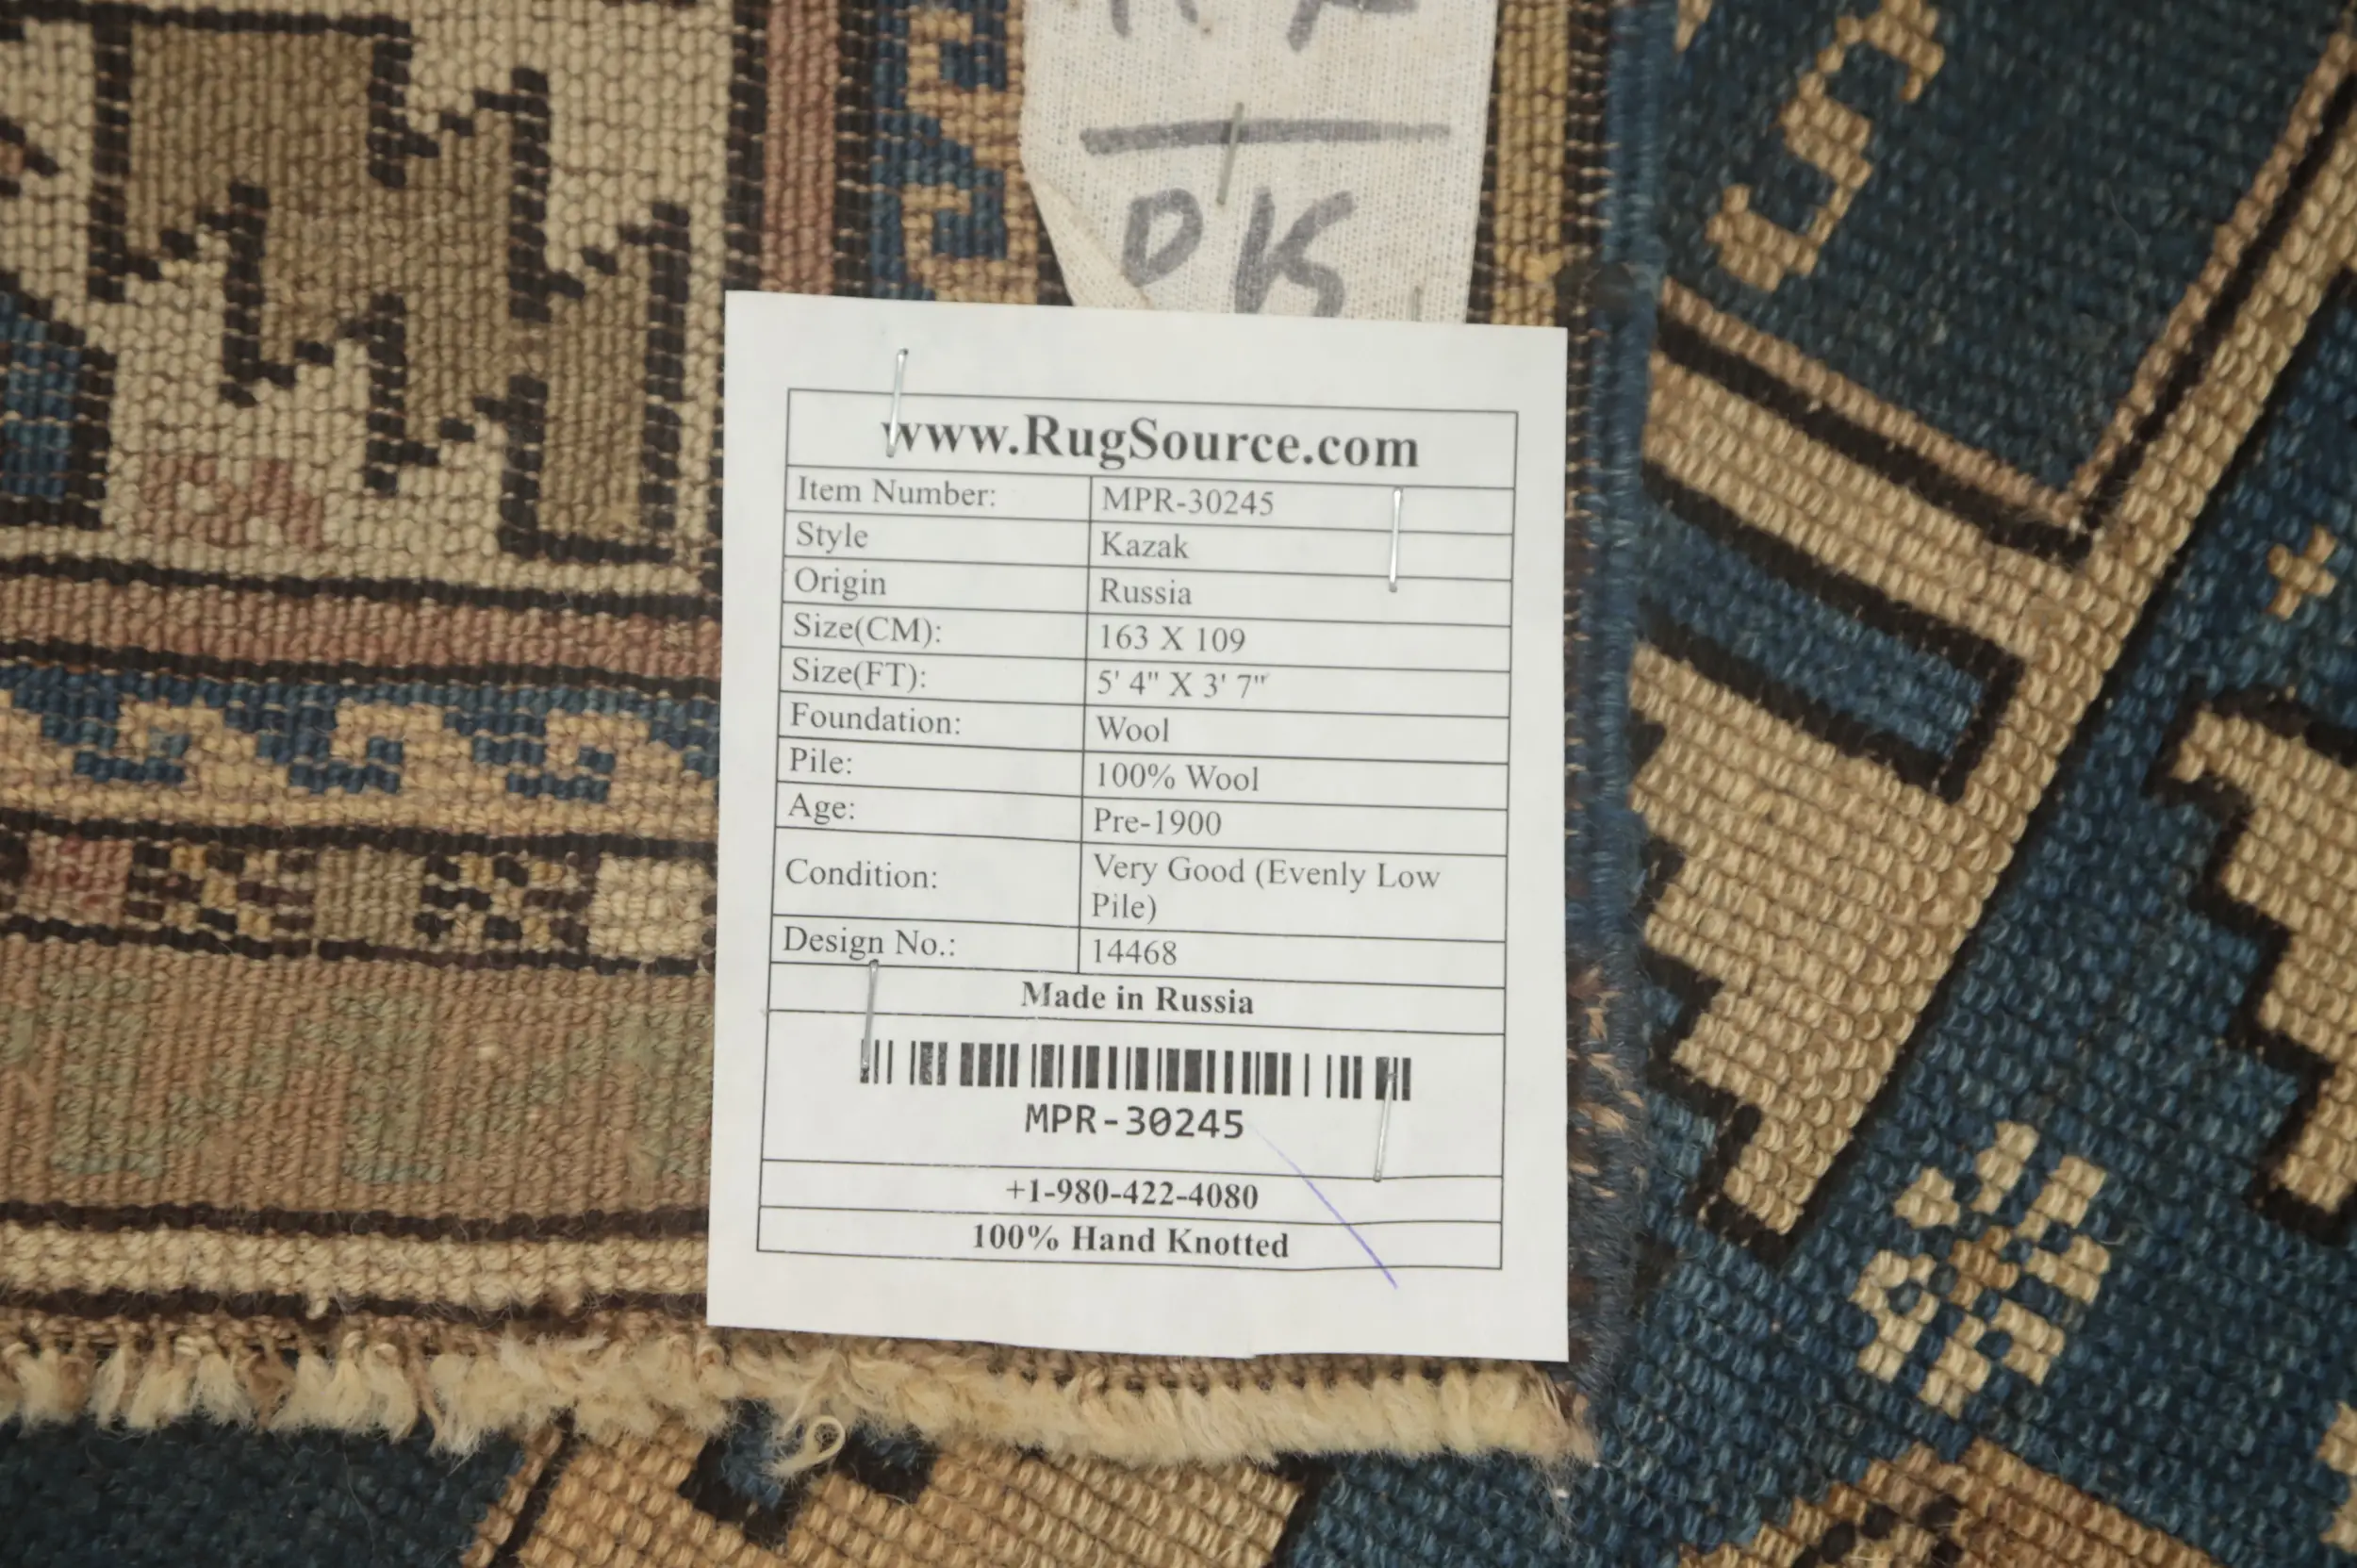 www.RugSource.com
Item Number: MPR-30245
Style Kazak
Origin Russia
Size(CM): 163 X 109
Size(FT): 5' 4" X 3' 7"
Foundation: Wool
Pile: 100% Wool
Age: Pre-1900
Condition: Very Good (Evenly Low
Pile)
Design No.: 14468
Made in Russia
MPR-30245
+1-980-422-4080
100% Hand Knotted